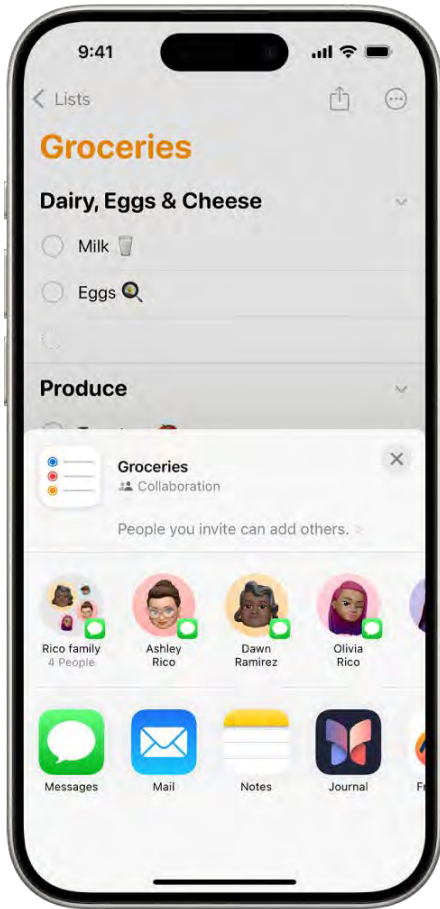 9:41
Lists
Groceries
Dairy, Eggs & Cheese
Milk
Eggs
Produce
Groceries
Collaboration
People you invite can add others.
Rico family
4 People
Ashley
Rico
Dawn
Ramirez
Olivia
Rico
Messages
Mail
Notes
Journal